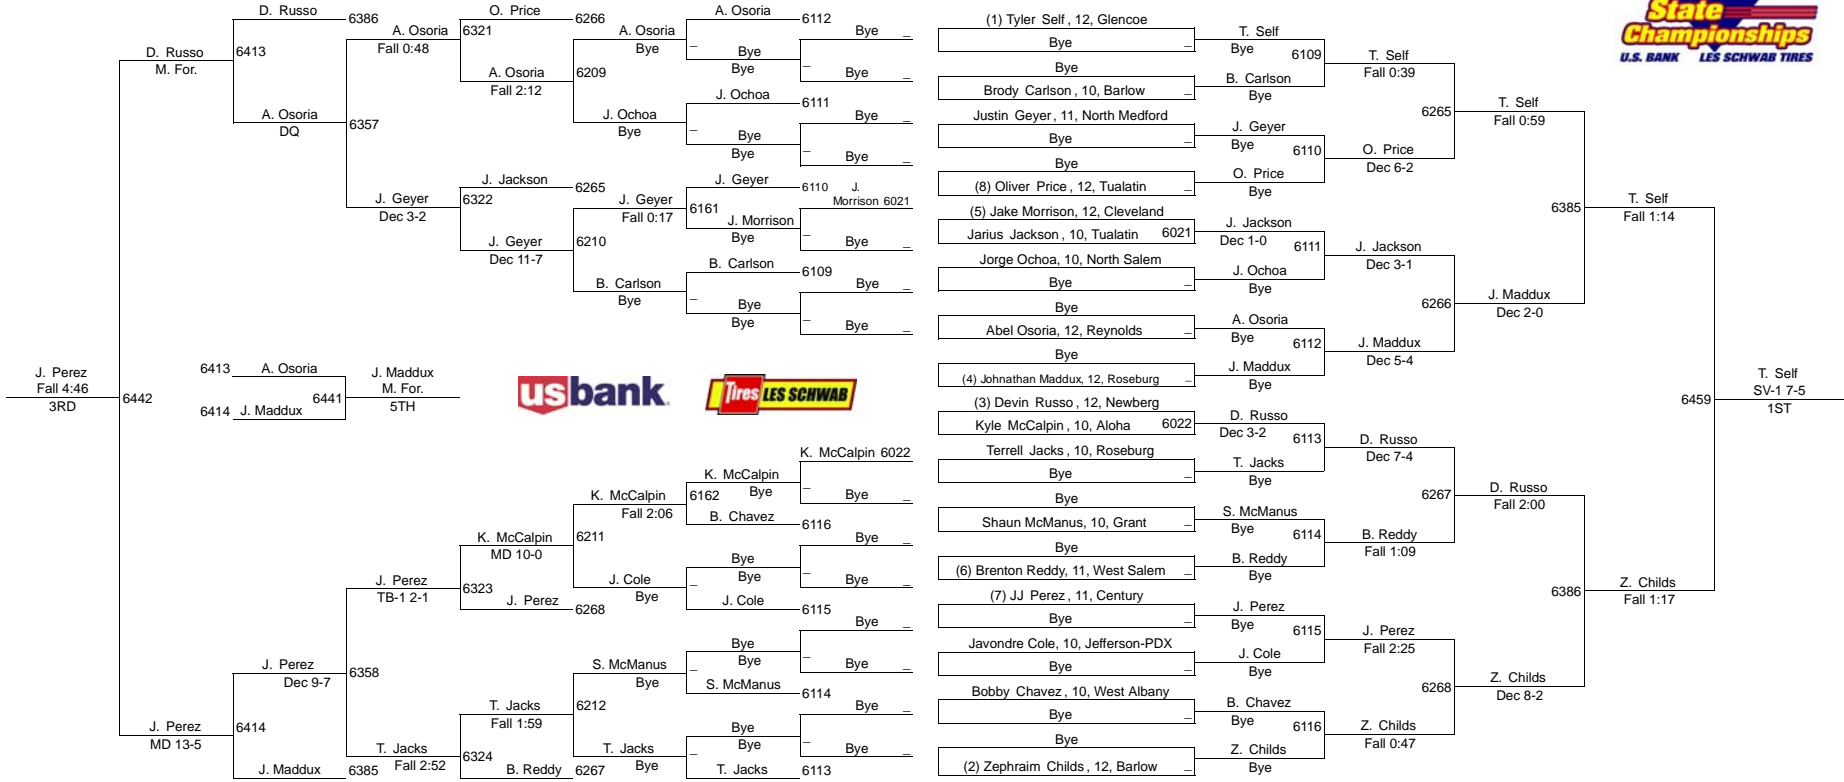 State
Championships
U.S. BANK LES SCHWAB TIRES
D. Russo
6386
A. Osoria
Fall 0:48
O. Price
6266
6321
A. Osoria
Bye
A. Osoria
6112
Bye _
_ Bye
Bye
_ Bye _
D. Russo
M. For.
6413
A. Osoria
Fall 2:12
6209
J. Ochoa
6111
Bye _
A. Osoria
DQ
6357
J. Ochoa
Bye
_ Bye
Bye
_ Bye _
J. Geyer
Dec 3-2
J. Jackson
6265
6322
J. Geyer
Fall 0:17
J. Geyer
6110
J.
Morrison 6021
6161
J. Morrison
Bye
_ Bye _
J. Geyer
Dec 11-7
6210
B. Carlson
Bye
B. Carlson
6109
Bye _
_ Bye
Bye
_ Bye _
J. Perez
Fall 4:46
3RD
6442
6413
A. Osoria
6414
J. Maddux
6441
J. Maddux
M. For.
5TH
usbank.
Tires LES SCHWAB
K. McCalpin 6022
K. McCalpin
Bye
_ Bye _
K. McCalpin
Fall 2:06
6162
B. Chavez
6116
Bye _
K. McCalpin
MD 10-0
6211
Bye
Bye
_ Bye _
J. Perez
TB-1 2-1
6323
J. Perez
6268
J. Cole
Bye
_ J. Cole
6115
Bye _
J. Perez
Dec 9-7
6358
S. McManus
Bye
Bye
Bye
_ Bye _
_ S. McManus
6114
Bye _
J. Perez
MD 13-5
6414
T. Jacks
Fall 1:59
6212
Bye
Bye
_ Bye _
T. Jacks
Fall 2:52
6324
T. Jacks
Bye
_ T. Jacks
6113
J. Maddux
6385
B. Reddy
6267
(1) Tyler Self, 12, Glencoe
Bye _
Bye
Brody Carlson, 10, Barlow _
Justin Geyer, 11, North Medford
Bye _
Bye
(8) Oliver Price, 12, Tualatin _
(5) Jake Morrison, 12, Cleveland
Jarius Jackson, 10, Tualatin 6021
Jorge Ochoa, 10, North Salem
Bye _
Bye
Abel Osoria, 12, Reynolds _
Bye
(4) Johnathan Maddux, 12, Roseburg _
(3) Devin Russo, 12, Newberg
Kyle McCalpin, 10, Aloha 6022
Terrell Jacks, 10, Roseburg
Bye _
Bye
Shaun McManus, 10, Grant _
Bye
(6) Brenton Reddy, 11, West Salem _
(7) JJ Perez, 11, Century
Bye _
Javondre Cole, 10, Jefferson-PDX
Bye _
Bobby Chavez, 10, West Albany
Bye _
Bye
(2) Zephraim Childs, 12, Barlow _
T. Self
Bye
6109
B. Carlson
Bye
J. Geyer
Bye
6110
O. Price
Bye
J. Jackson
Dec 1-0
6111
J. Ochoa
Bye
A. Osoria
Bye
6112
J. Maddux
Bye
D. Russo
Dec 3-2
6113
T. Jacks
Bye
S. McManus
Bye
6114
B. Reddy
Bye
J. Perez
Bye
6115
J. Cole
Bye
B. Chavez
Bye
6116
Z. Childs
Bye
T. Self
Fall 0:39
6265
O. Price
Dec 6-2
J. Jackson
Dec 3-1
6266
J. Maddux
Dec 5-4
D. Russo
Dec 7-4
6267
B. Reddy
Fall 1:09
J. Perez
Fall 2:25
6268
Z. Childs
Fall 0:47
T. Self
Fall 0:59
6385
J. Maddux
Dec 2-0
D. Russo
Fall 2:00
6386
Z. Childs
Dec 8-2
T. Self
Fall 1:14
6459
Z. Childs
Fall 1:17
T. Self
SV-1 7-5
1ST